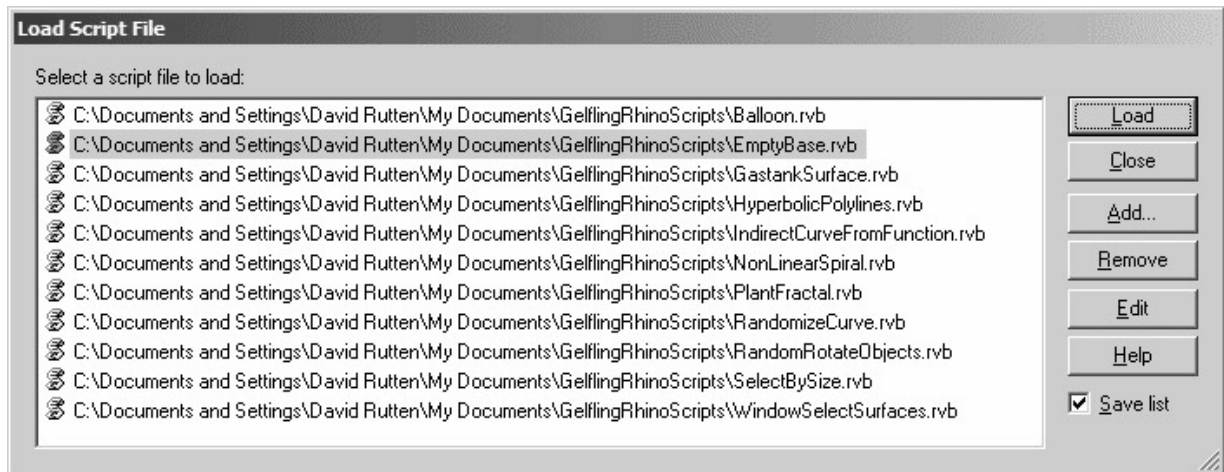 Load Script File
Select a script file to load:
C:\Documents and Settings\David Rutten\My Documents\GelflingRhinoScripts\Balloon.rvb
C:\Documents and Settings\David Rutten\My Documents\GelflingRhinoScripts\EmptyBase.rvb
C:\Documents and Settings\David Rutten\My Documents\GelflingRhinoScripts\GastankSurface.rvb
C:\Documents and Settings\David Rutten\My Documents\GelflingRhinoScripts\HyperbolicPolylines.rvb
C:\Documents and Settings\David Rutten\My Documents\GelflingRhinoScripts\IndirectCurveFromFunction.rvb
C:\Documents and Settings\David Rutten\My Documents\GelflingRhinoScripts\NonLinearSpiral.rvb
C:\Documents and Settings\David Rutten\My Documents\GelflingRhinoScripts\PlantFractal.rvb
C:\Documents and Settings\David Rutten\My Documents\GelflingRhinoScripts\RandomizeCurve.rvb
C:\Documents and Settings\David Rutten\My Documents\GelflingRhinoScripts\RandomRotateObjects.rvb
C:\Documents and Settings\David Rutten\My Documents\GelflingRhinoScripts\SelectBySize.rvb
C:\Documents and Settings\David Rutten\My Documents\GelflingRhinoScripts\WindowSelectSurfaces.rvb
Load
Close
Add...
Remove
Edit
Help
Save list